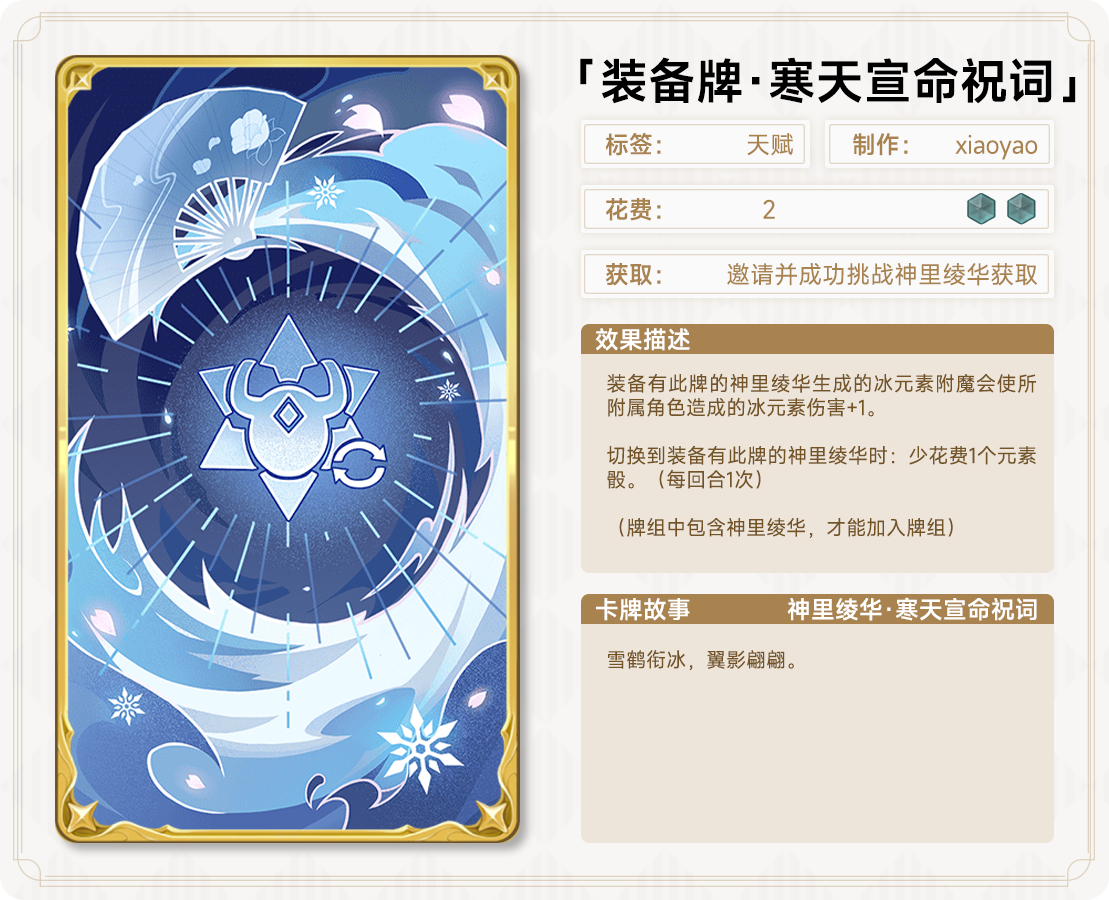 「装备牌·寒天宣命祝词」
标签： 天赋
制作： xiaoyao
花费： 2
获取： 邀请并成功挑战神里绫华获取
效果描述
装备有此牌的神里绫华生成的冰元素附魔会使所
附属角色造成的冰元素伤害+1。
切换到装备有此牌的神里绫华时：少花费1个元素
骰。（每回合1次）
（牌组中包含神里绫华，才能加入牌组）
卡牌故事 神里绫华·寒天宣命祝词
雪鹤衔冰，翼影翩翩。